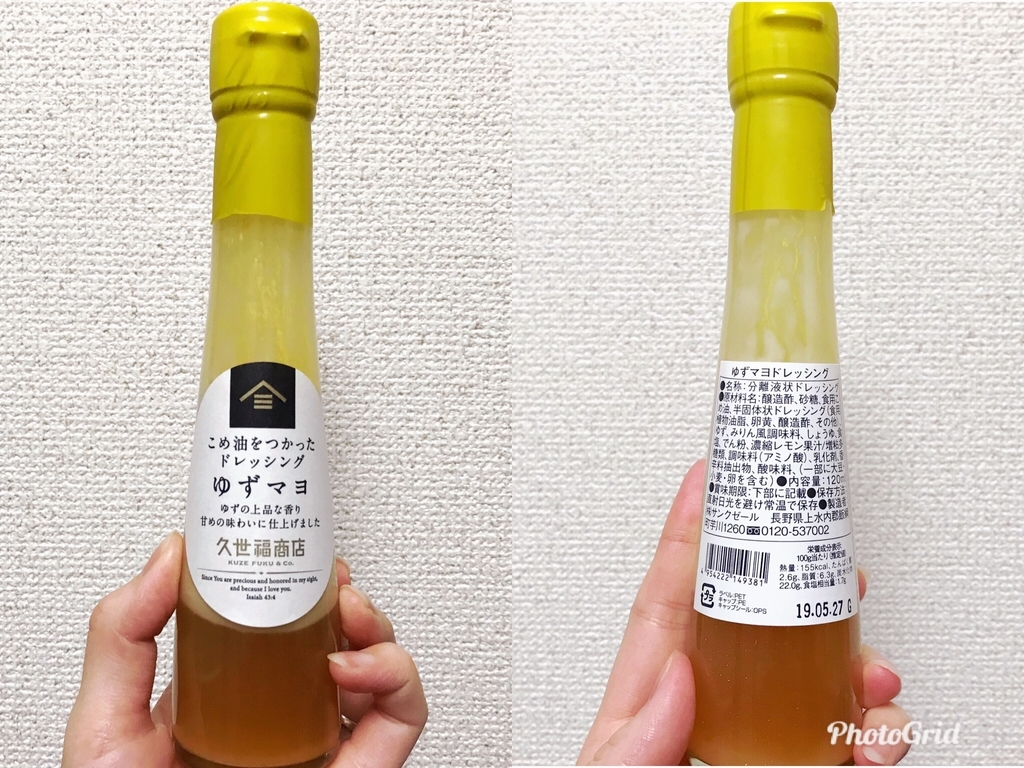 こめ油をつかった
ドレッシング
ゆずマヨ
ゆずの上品な香り
甘めの味わいに仕上げました
久世福商店
KUZE FUKU & Co.
Since You are precious and honored in my sight,
and because I love you.
Isaiah 43:4
ゆずマヨドレッシング
●名称:分離液状ドレッシング
●原材料名:醸造酢、砂糖、食用こ
め油、半固体状ドレッシング(食用
植物油脂、卵黄、醸造酢、その他)
ゆず、みりん風調味料、しょうゆ、食
塩、でん粉、濃縮レモン果汁/増粘多
糖類、調味料(アミノ酸)、乳化剤、香
辛料抽出物、酸味料、(一部に大豆・
小麦・卵を含む)●内容量:120m
●賞味期限:下部に記載●保存方法
直射日光を避け常温で保存●製造者
㈱サンクゼール 長野県上水内郡飯綱
町芋川1260 0120-537002
栄養成分表示
100g当たり(推定値)
熱量:155kcal、たんぱく質
2.6g、脂質:6.3g、炭水化物
22.0g、食塩相当量:1.7g
4954222149381
プラ
ラベル:PET
キャップ:PE
キャップシール:OPS
19.05.27 G
PhotoGrid